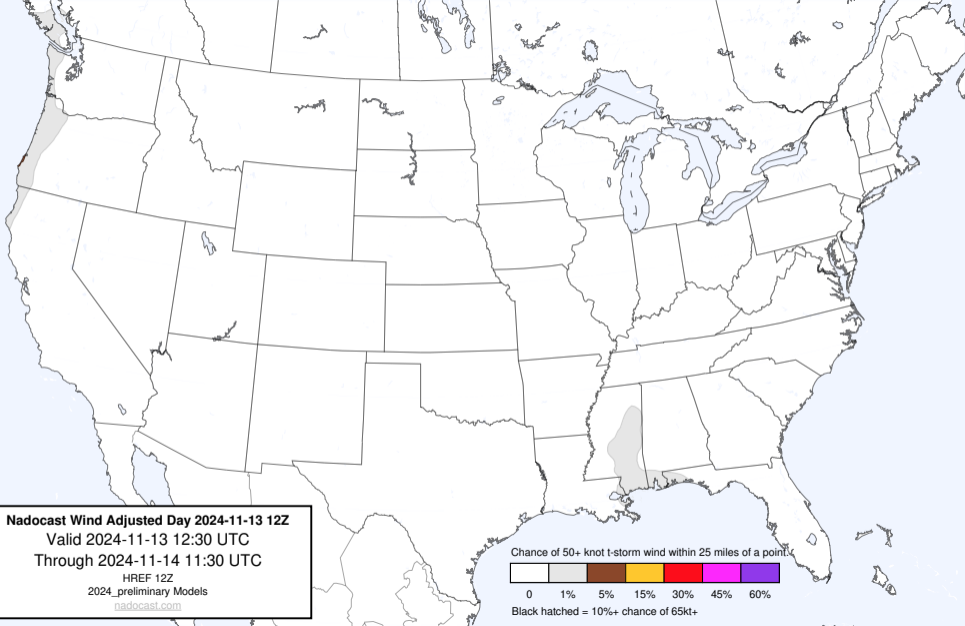 Nadocast Wind Adjusted Day 2024-11-13 12Z
Valid 2024-11-13 12:30 UTC
Through 2024-11-14 11:30 UTC
HREF 12Z
2024_preliminary Models
nadocast.com
Chance of 50+ knot t-storm wind within 25 miles of a point.
0 1% 5% 15% 30% 45% 60%
Black hatched = 10%+ chance of 65kt+